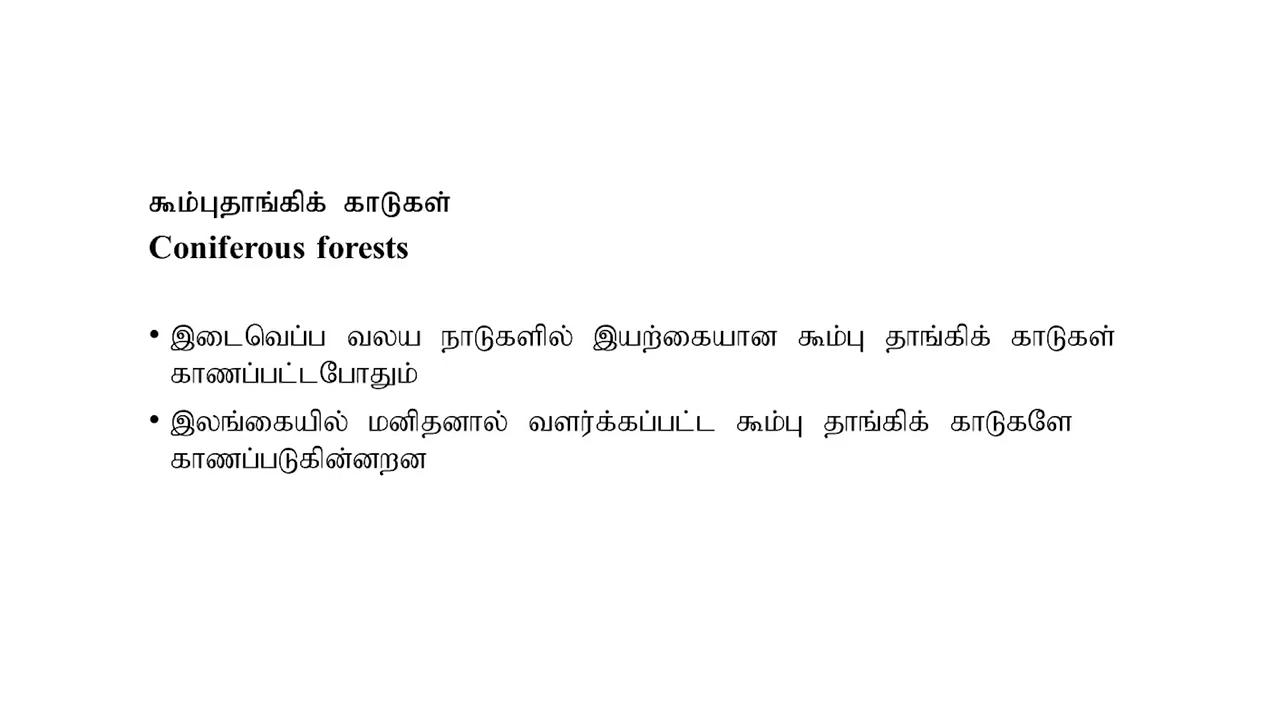 கூம்புதாங்கிக் காடுகள்
Coniferous forests
• இடைவெப்ப வலய நாடுகளில் இயற்கையான கூம்பு தாங்கிக் காடுகள்
காணப்பட்டபோதும்
• இலங்கையில் மனிதனால் வளர்க்கப்பட்ட கூம்பு தாங்கிக் காடுகளே
காணப்படுகின்னறன